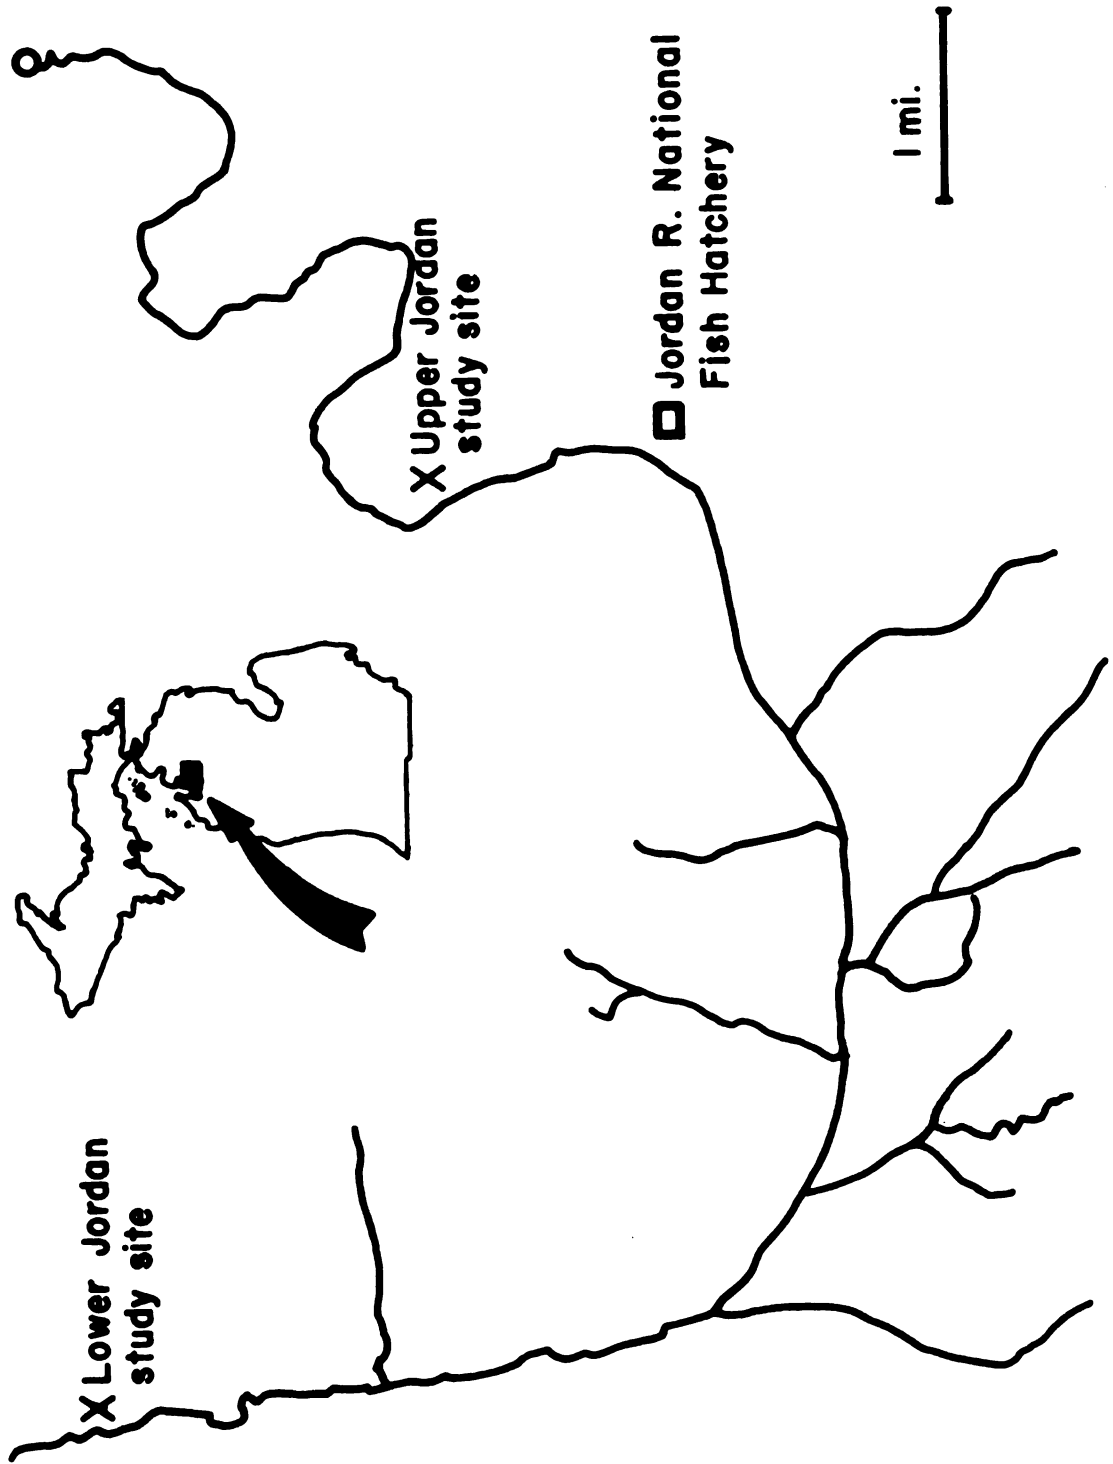 X Lower Jordan
study site
X Upper Jordan
study site
Jordan R. National
Fish Hatchery
1 mi.